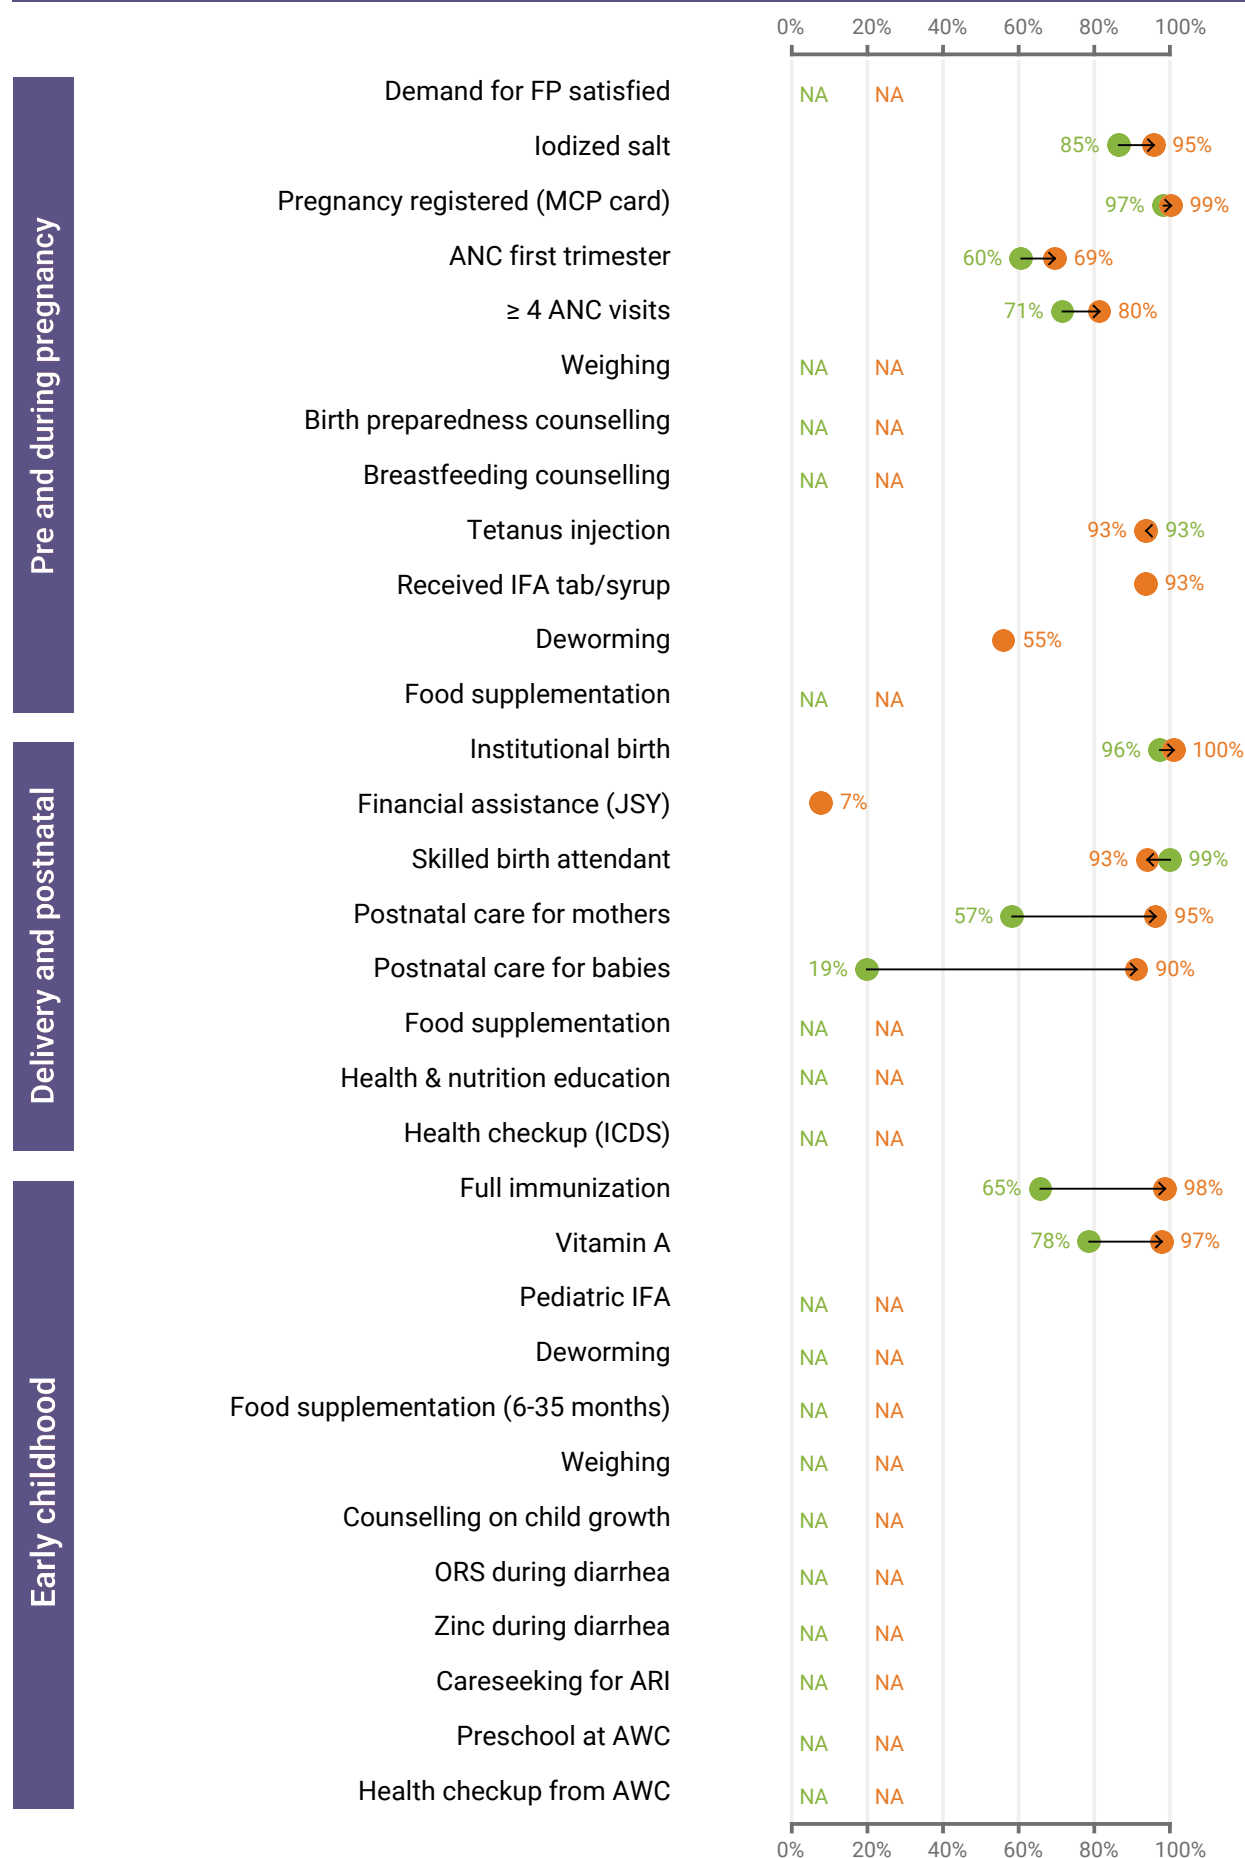 0% 20% 40% 60% 80% 100%
Pre and during pregnancy
Demand for FP satisfied NA NA
Iodized salt 85% 95%
Pregnancy registered (MCP card) 97% 99%
ANC first trimester 60% 69%
≥ 4 ANC visits 71% 80%
Weighing NA NA
Birth preparedness counselling NA NA
Breastfeeding counselling NA NA
Tetanus injection 93% 93%
Received IFA tab/syrup 93%
Deworming 55%
Food supplementation NA NA
Delivery and postnatal
Institutional birth 96% 100%
Financial assistance (JSY) 7%
Skilled birth attendant 93% 99%
Postnatal care for mothers 57% 95%
Postnatal care for babies 19% 90%
Food supplementation NA NA
Health & nutrition education NA NA
Health checkup (ICDS) NA NA
Early childhood
Full immunization 65% 98%
Vitamin A 78% 97%
Pediatric IFA NA NA
Deworming NA NA
Food supplementation (6-35 months) NA NA
Weighing NA NA
Counselling on child growth NA NA
ORS during diarrhea NA NA
Zinc during diarrhea NA NA
Careseeking for ARI NA NA
Preschool at AWC NA NA
Health checkup from AWC NA NA
0% 20% 40% 60% 80% 100%